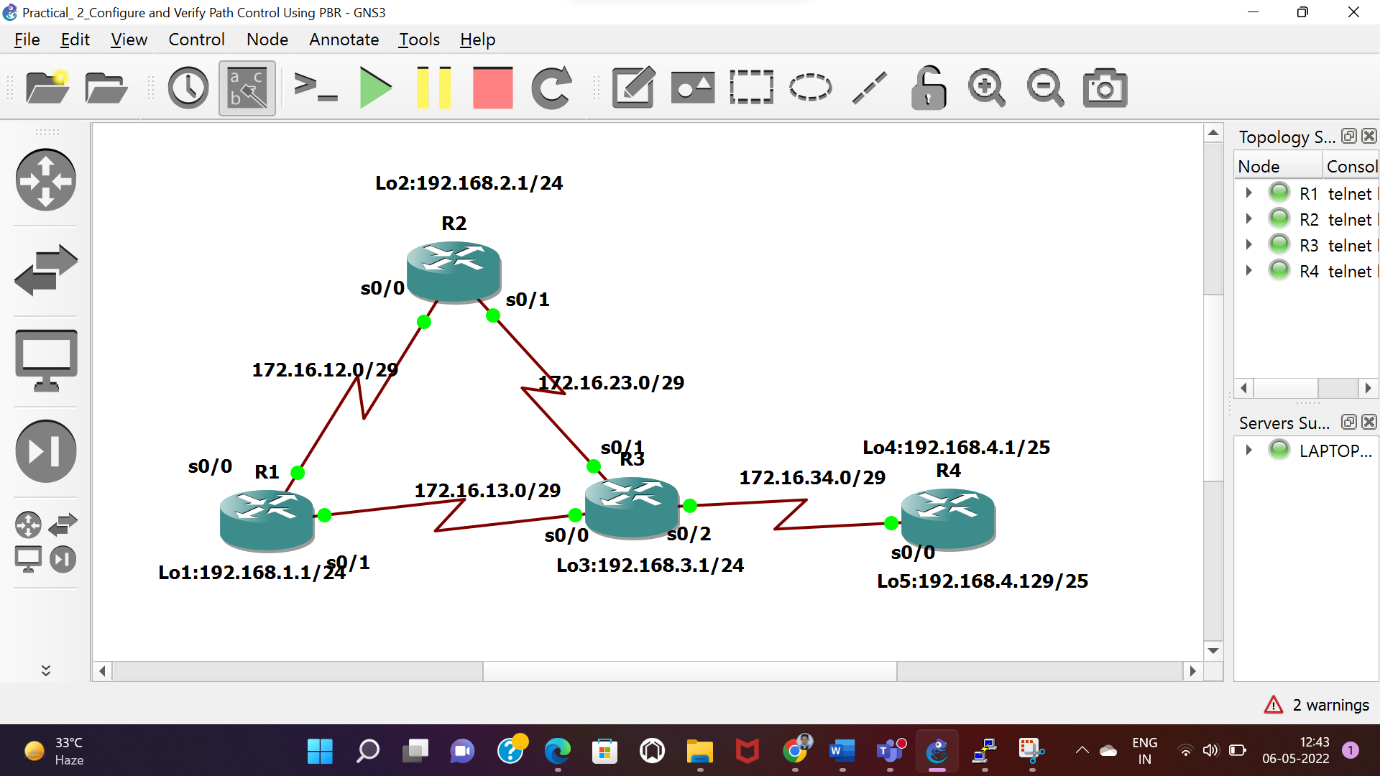 Practical_ 2_Configure and Verify Path Control Using PBR - GNS3
File Edit View Control Node Annotate Tools Help
a c
b
Topology S...
Node Consol
R1 telnet
R2 telnet
R3 telnet
R4 telnet
Servers Su...
LAPTOP...
Lo2:192.168.2.1/24
R2
s0/0
s0/1
172.16.12.0/29
172.16.23.0/29
s0/1
R3
Lo4:192.168.4.1/25
s0/0
R1
R4
172.16.13.0/29
172.16.34.0/29
s0/0
s0/2
s0/0
Lo1:192.168.1.1/24
s0/1
Lo3:192.168.3.1/24
Lo5:192.168.4.129/25
2 warnings
33°C
Haze
ENG
IN
12:43
06-05-2022
1